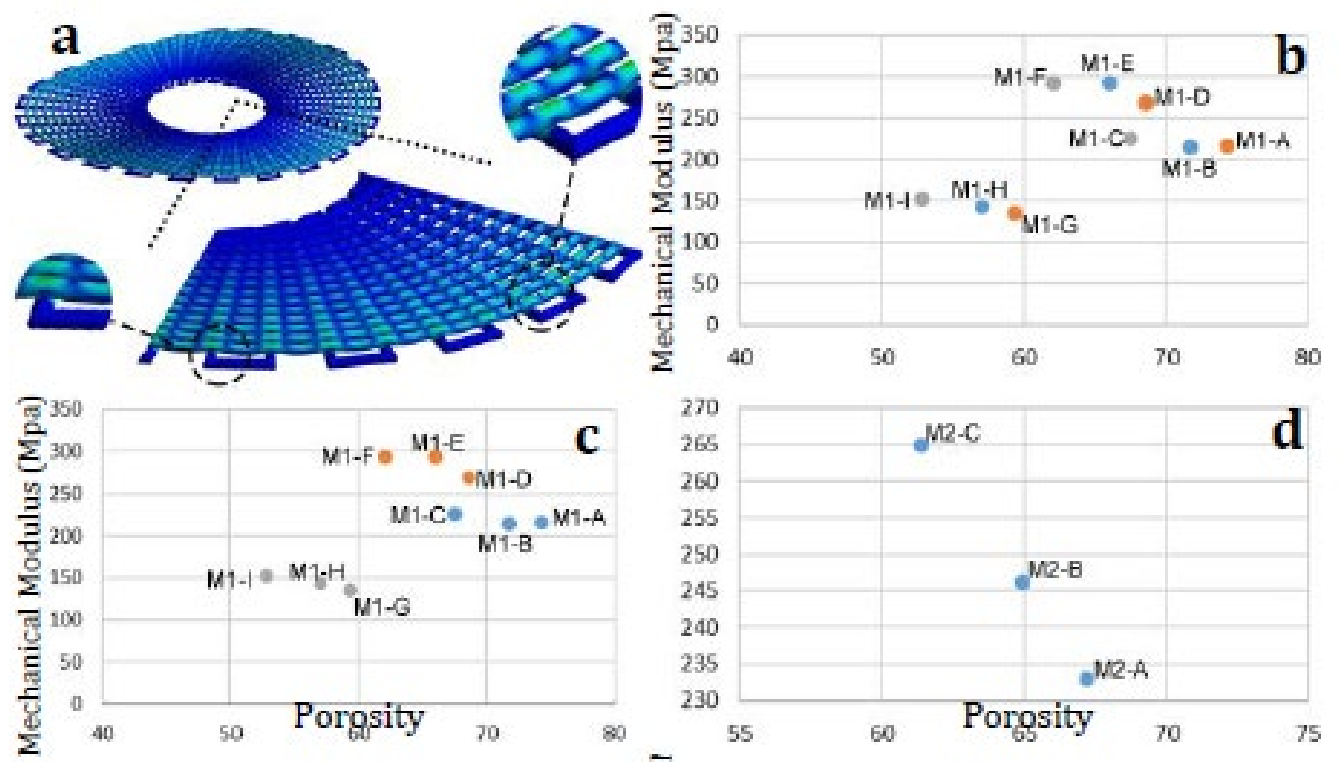 a
b
Mechanical Modulus (Mpa)
350
300
250
200
150
100
50
0
40
50
60
70
80
M1-F
M1-E
M1-D
M1-C
M1-B
M1-A
M1-I
M1-H
M1-G
c
Mechanical Modulus (Mpa)
350
300
250
200
150
100
50
0
40
50
60
70
80
Porosity
M1-F
M1-E
M1-D
M1-C
M1-B
M1-A
M1-I
M1-H
M1-G
d
270
265
260
255
250
245
240
235
230
55
60
65
70
75
Porosity
M2-C
M2-B
M2-A